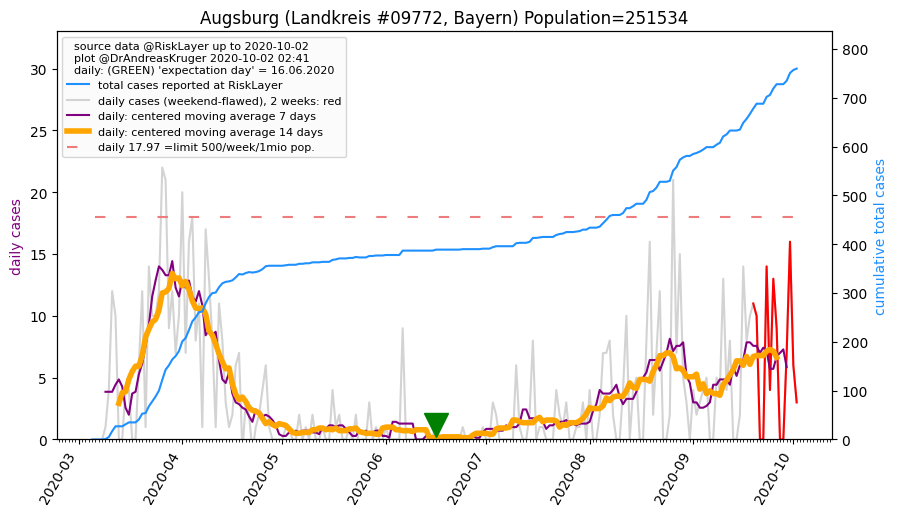 Augsburg (Landkreis #09772, Bayern) Population=251534
source data @RiskLayer up to 2020-10-02
plot @DrAndreasKruger 2020-10-02 02:41
daily: (GREEN) 'expectation day' = 16.06.2020
total cases reported at RiskLayer
daily cases (weekend-flawed), 2 weeks: red
daily: centered moving average 7 days
daily: centered moving average 14 days
daily 17.97 =limit 500/week/1mio pop.
daily cases
30
25
20
15
10
5
0
cumulative total cases
800
700
600
500
400
300
200
100
0
2020-03
2020-04
2020-05
2020-06
2020-07
2020-08
2020-09
2020-10